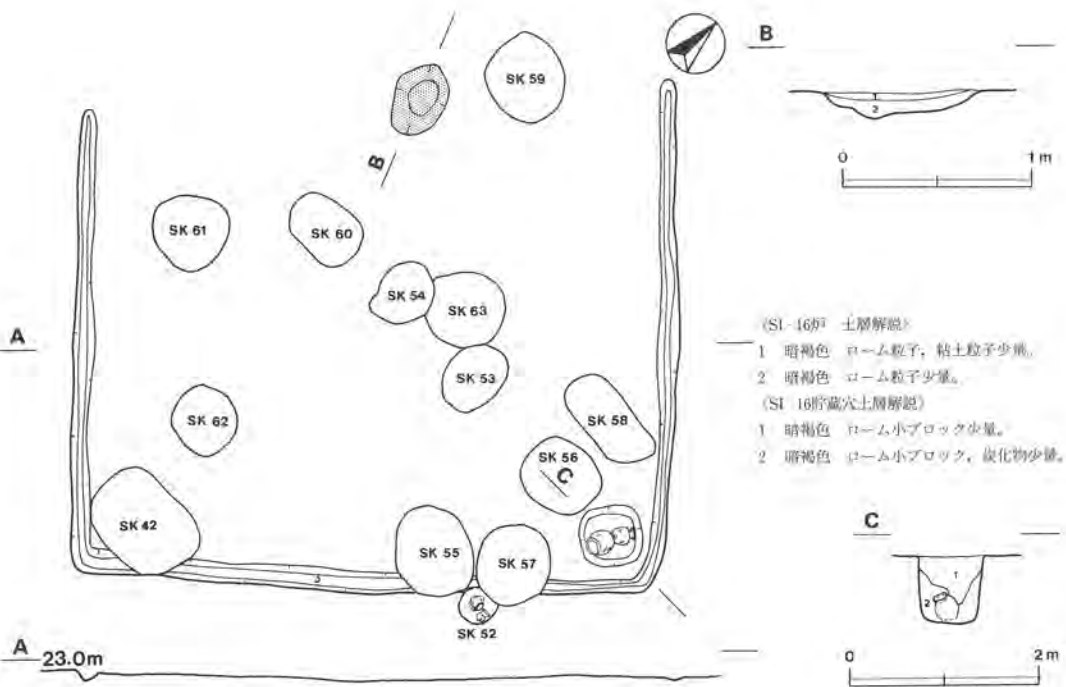 SK 59
B
SK 61
SK 60
SK 54
SK 63
SK 53
SK 62
SK 58
SK 56
C
SK 42
SK 55
SK 57
SK 52
A
A 23.0m
B
1
2
0 1m
〈SI-16炉 土層解説〉
1 暗褐色 ローム粒子，粘土粒子少量。
2 暗褐色 ローム粒子少量。
〈SI-16貯蔵穴土層解説〉
1 暗褐色 ローム小ブロック少量。
2 暗褐色 ローム小ブロック，炭化物少量。
C
1
2
0 2m